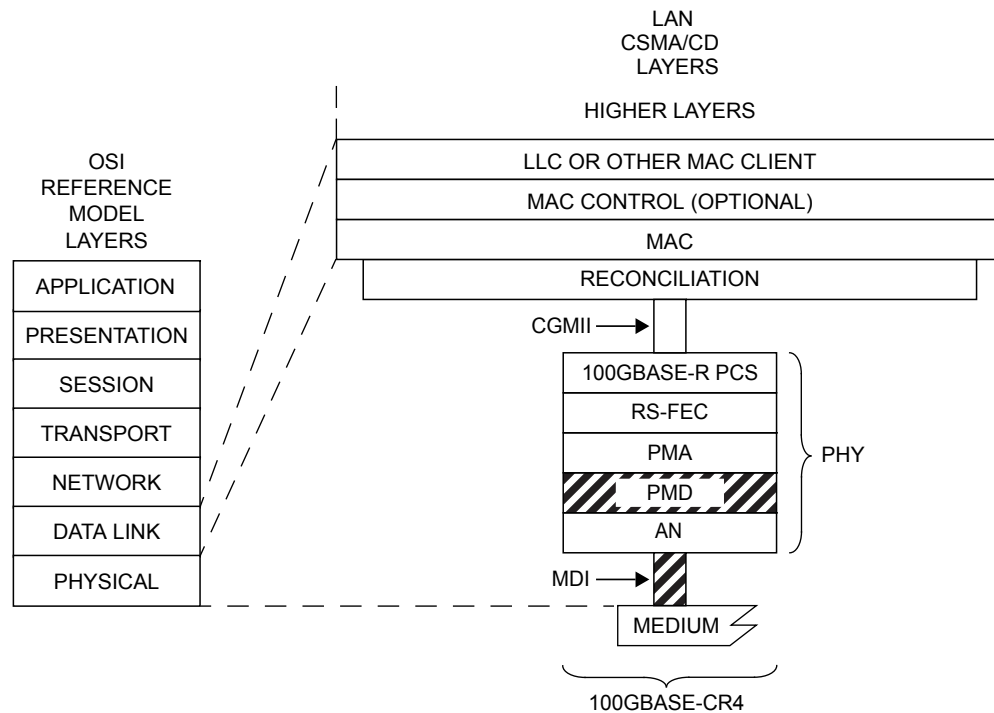 LAN
CSMA/CD
LAYERS
HIGHER LAYERS
OSI
REFERENCE
MODEL
LAYERS
LLC OR OTHER MAC CLIENT
MAC CONTROL (OPTIONAL)
MAC
RECONCILIATION
APPLICATION
PRESENTATION
SESSION
TRANSPORT
NETWORK
DATA LINK
PHYSICAL
CGMII
100GBASE-R PCS
RS-FEC
PMA
PMD
AN
PHY
MDI
MEDIUM
100GBASE-CR4